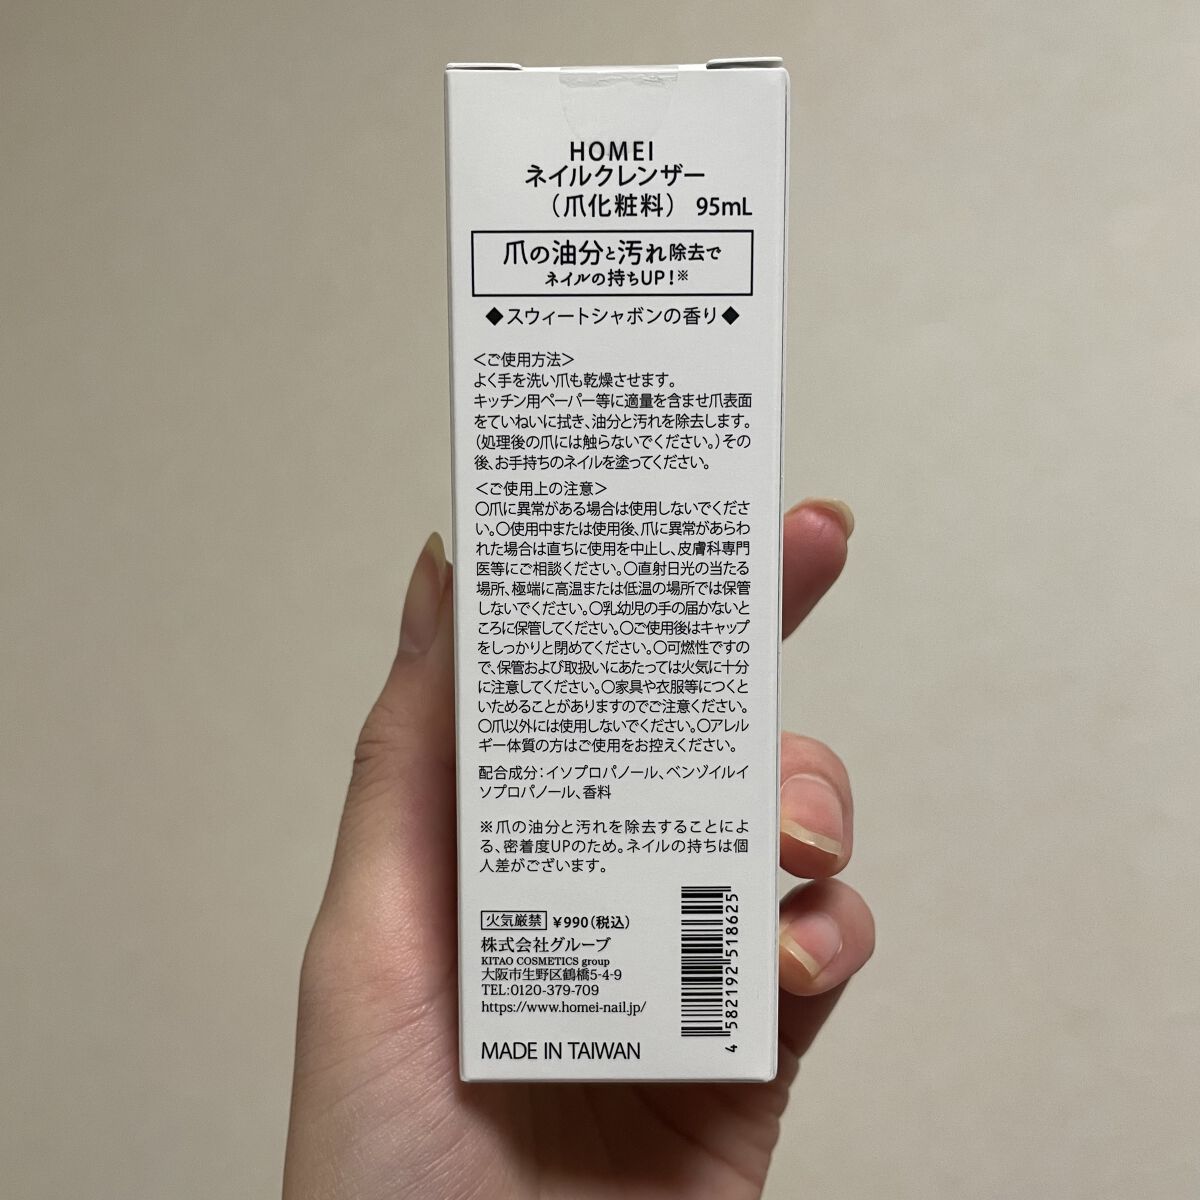 HOMEI
ネイルクレンザー
（爪化粧料） 95mL
爪の油分と汚れ除去で
ネイルの持ちUP！※
◆スウィートシャボンの香り◆
＜ご使用方法＞
よく手を洗い爪も乾燥させます。
キッチン用ペーパー等に適量を含ませ爪表面
をていねいに拭き、油分と汚れを除去します。
（処理後の爪には触らないでください。）その
後、お手持ちのネイルを塗ってください。
＜ご使用上の注意＞
○爪に異常がある場合は使用しないでくださ
い。○使用中または使用後、爪に異常があらわ
れた場合は直ちに使用を中止し、皮膚科専門
医等にご相談ください。○直射日光の当たる
場所、極端に高温または低温の場所では保管
しないでください。○乳幼児の手の届かないと
ころに保管してください。○ご使用後はキャップ
をしっかりと閉めてください。○可燃性ですの
で、保管および取扱いにあたっては火気に十分
に注意してください。○家具や衣服等につくと
いためることがありますのでご注意ください。
○爪以外には使用しないでください。○アレル
ギー体質の方はご使用をお控えください。
配合成分：イソプロパノール、ベンゾイルイ
ソプロパノール、香料
※爪の油分と汚れを除去することによ
る、密着度UPのため。ネイルの持ちは個
人差がございます。
火気厳禁 ¥990（税込）
株式会社グルーブ
KITAO COSMETICS group
大阪市生野区鶴橋5-4-9
TEL:0120-379-709
https://www.homei-nail.jp/
MADE IN TAIWAN
4 582192 518625